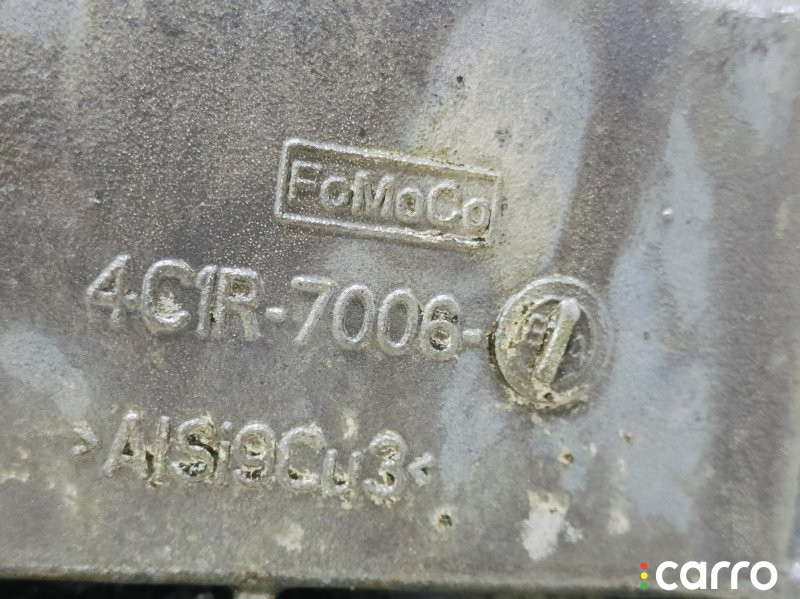 FoMoCo
4C1R-7006-
>AlSi9Cu3<
carro